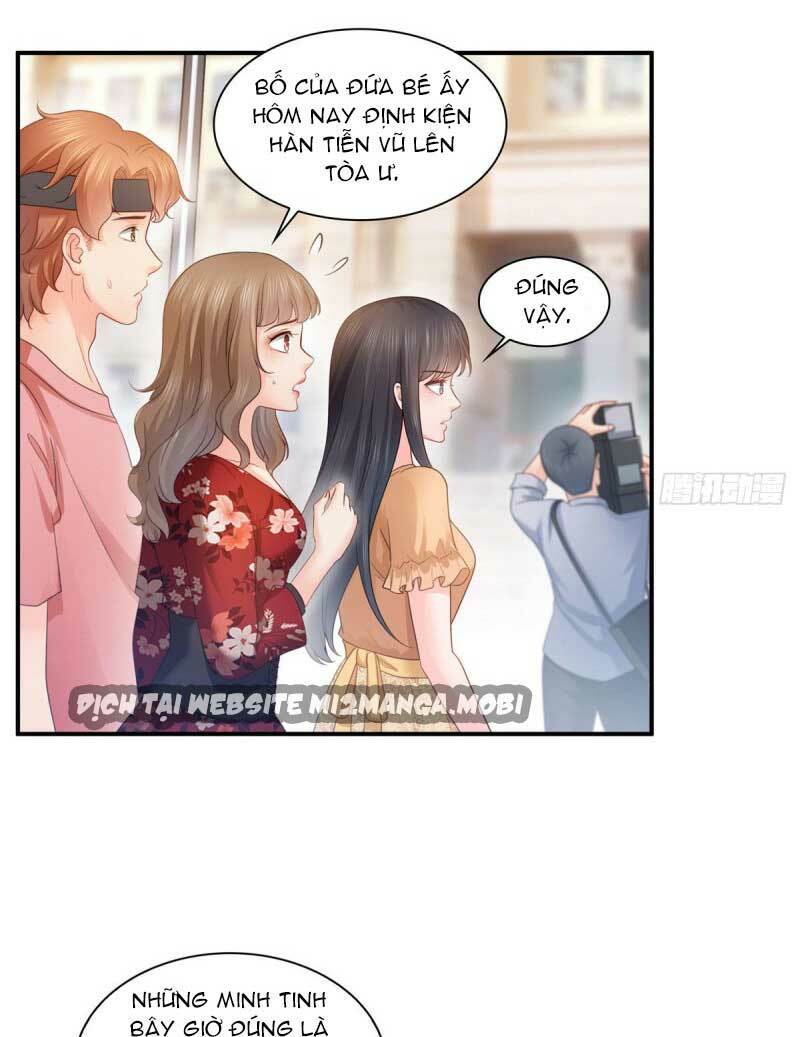 BỐ CỦA ĐỨA BÉ ẤY
HÔM NAY ĐỊNH KIỆN
HÀN TIỄN VŨ LÊN
TÒA Ư.
ĐÚNG
VẬY.
腾讯动漫
DỊCH TẠI WEBSITE MI2MANGA.MOBI
NHỮNG MINH TINH
BÂY GIỜ ĐÚNG LÀ